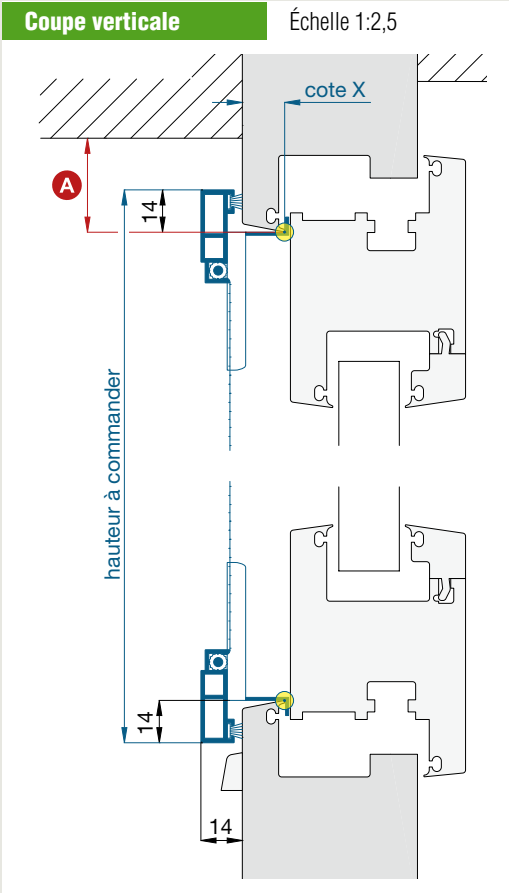 Coupe verticale
Échelle 1:2,5
cote X
A
14
hauteur à commander
14
14